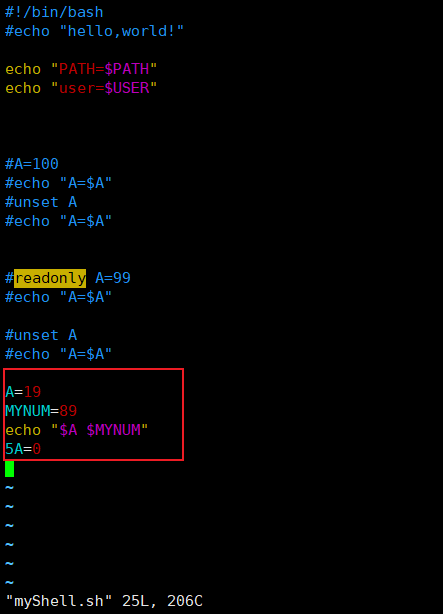 #!/bin/bash
#echo "hello,world!"
echo "PATH=$PATH"
echo "user=$USER"
#A=100
#echo "A=$A"
#unset A
#echo "A=$A"
#readonly A=99
#echo "A=$A"
#unset A
#echo "A=$A"
A=19
MYNUM=89
echo "$A $MYNUM"
5A=0
~
~
~
~
~
~
"myShell.sh" 25L, 206C